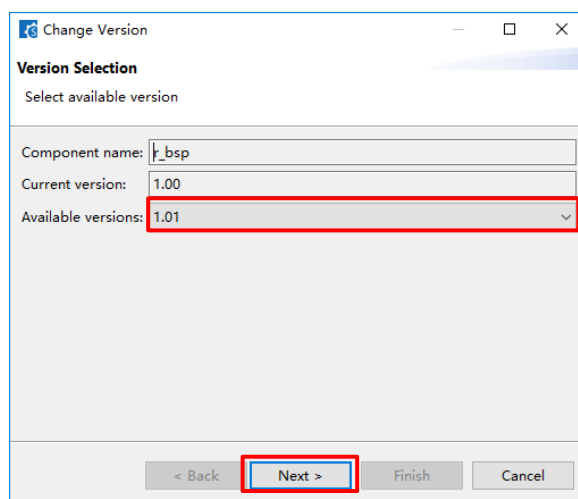 Change Version
Version Selection
Select available version
Component name: r_bsp
Current version: 1.00
Available versions: 1.01
< Back Next > Finish Cancel